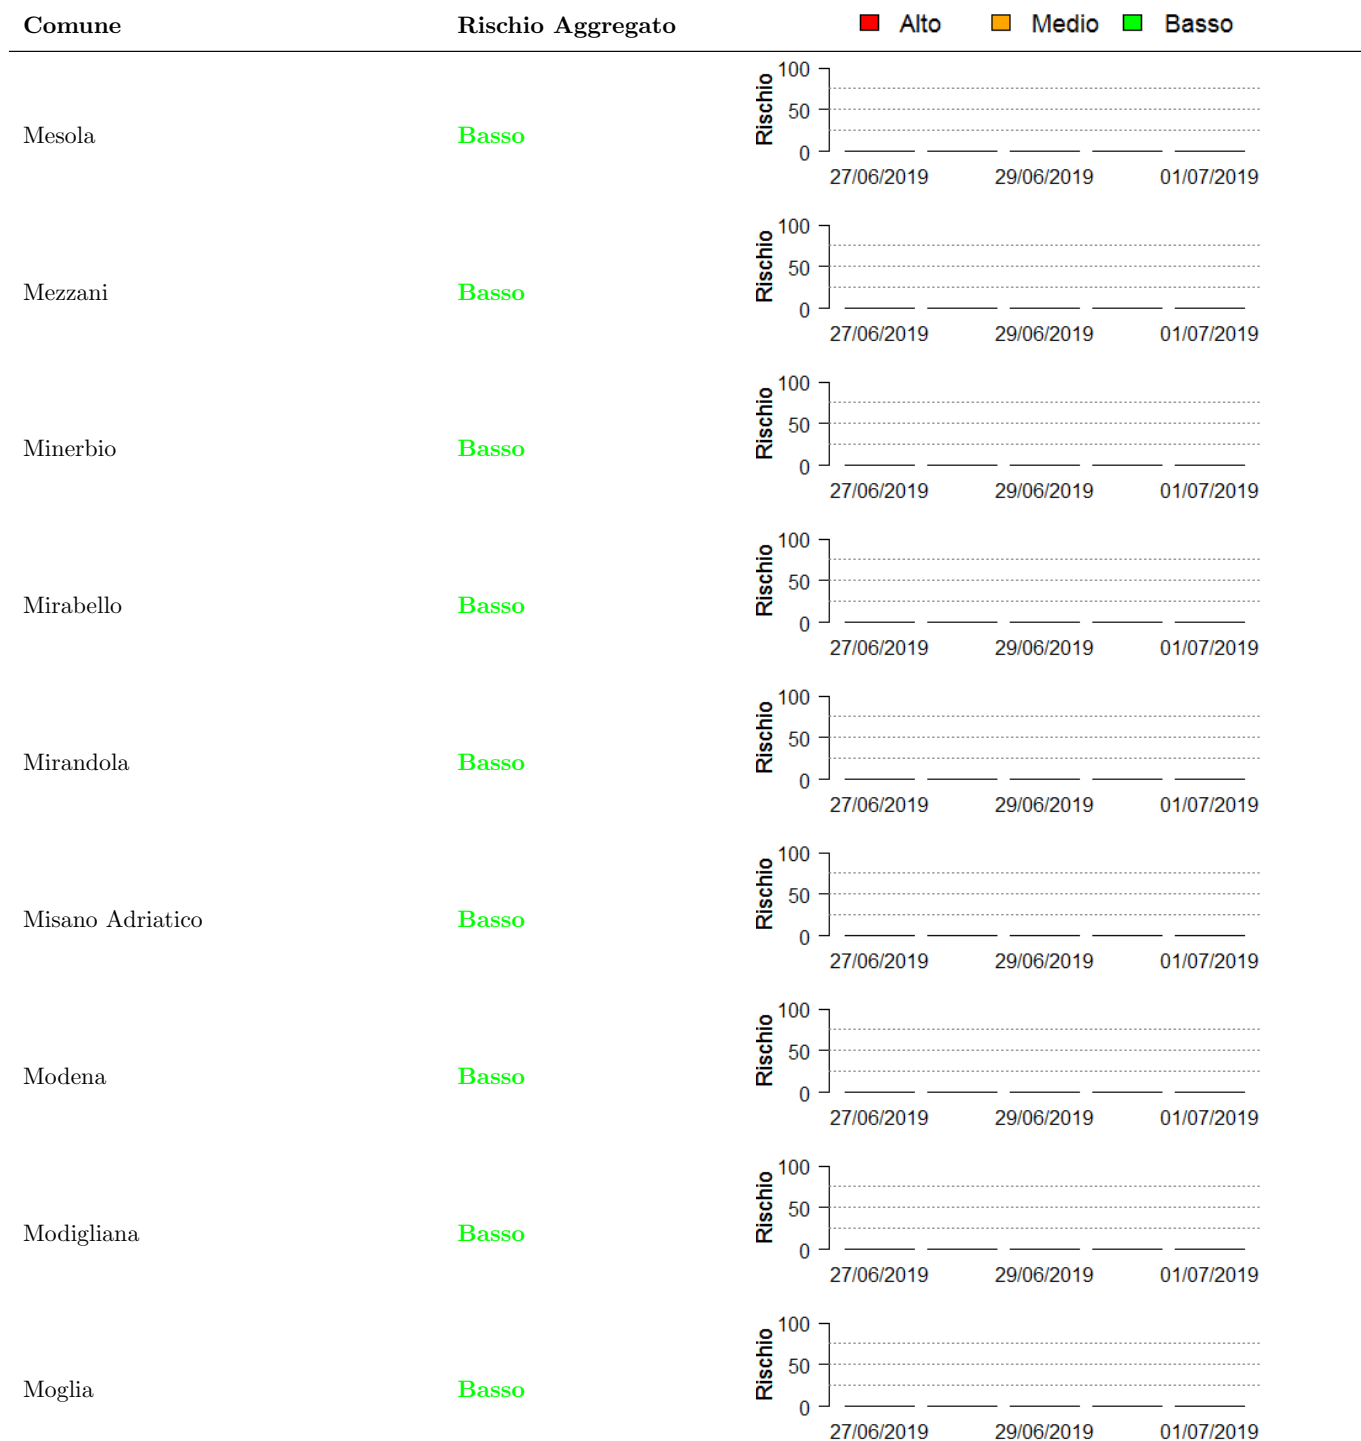 Comune Rischio Aggregato Alto Medio Basso
100
50
0
Rischio
Mesola Basso
27/06/2019 29/06/2019 01/07/2019
100
50
0
Rischio
Mezzani Basso
27/06/2019 29/06/2019 01/07/2019
100
50
0
Rischio
Minerbio Basso
27/06/2019 29/06/2019 01/07/2019
100
50
0
Rischio
Mirabello Basso
27/06/2019 29/06/2019 01/07/2019
100
50
0
Rischio
Mirandola Basso
27/06/2019 29/06/2019 01/07/2019
100
50
0
Rischio
Misano Adriatico Basso
27/06/2019 29/06/2019 01/07/2019
100
50
0
Rischio
Modena Basso
27/06/2019 29/06/2019 01/07/2019
100
50
0
Rischio
Modigliana Basso
27/06/2019 29/06/2019 01/07/2019
100
50
0
Rischio
Moglia Basso
27/06/2019 29/06/2019 01/07/2019